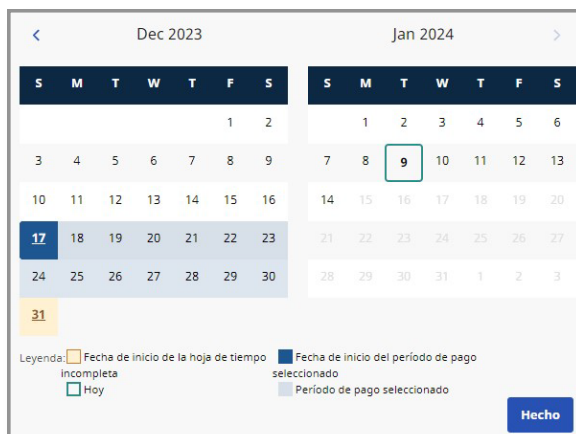 Dec 2023
S M T W T F S
1 2
3 4 5 6 7 8 9
10 11 12 13 14 15 16
17 18 19 20 21 22 23
24 25 26 27 28 29 30
31
Jan 2024
S M T W T F S
1 2 3 4 5 6
7 8 9 10 11 12 13
14 15 16 17 18 19 20
21 22 23 24 25 26 27
28 29 30 31 1 2 3
Leyenda:
Fecha de inicio de la hoja de tiempo
incompleta
Fecha de inicio del período de pago
seleccionado
Hoy
Período de pago seleccionado
Hecho